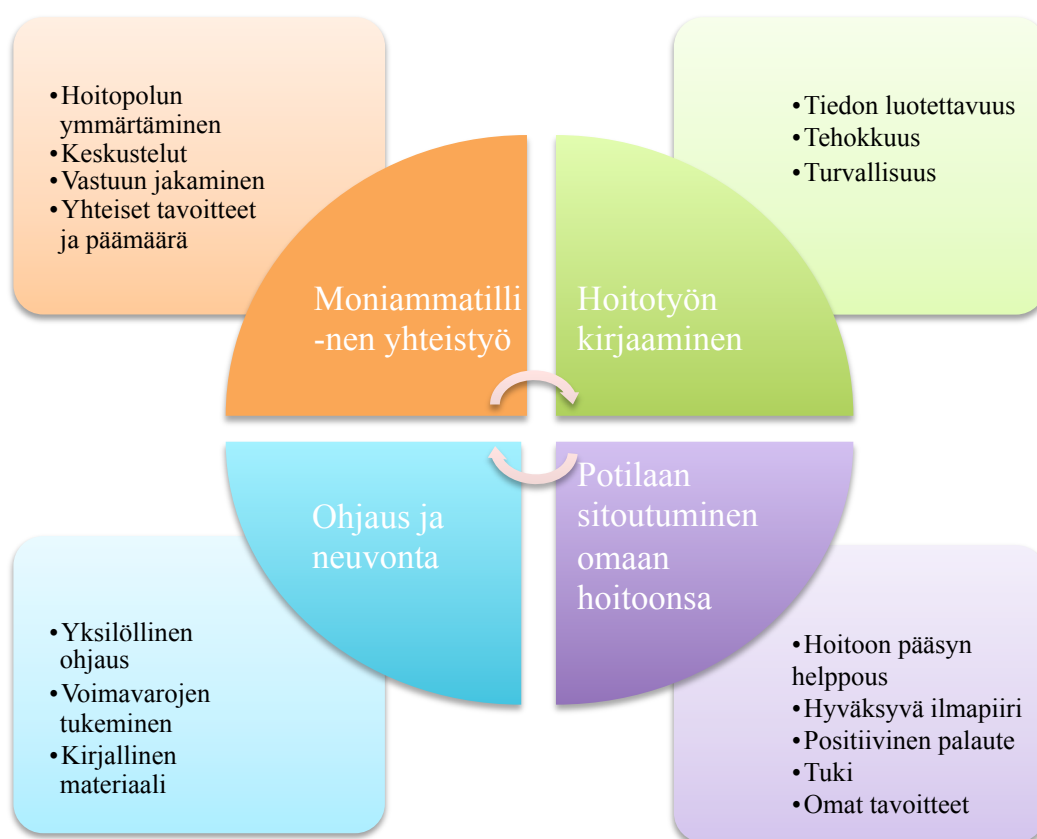 •Hoitopolun
ymmärtäminen
•Keskustelut
•Vastuun jakaminen
•Yhteiset tavoitteet
ja päämäärä
•Tiedon luotettavuus
•Tehokkuus
•Turvallisuus
Moniammatilli
-nen yhteistyö
Hoitotyön
kirjaaminen
Ohjaus ja
neuvonta
Potilaan
sitoutuminen
omaan
hoitoonsa
•Yksilöllinen
ohjaus
•Voimavarojen
tukeminen
•Kirjallinen
materiaali
•Hoitoon pääsyn
helppous
•Hyväksyvä ilmapiiri
•Positiivinen palaute
•Tuki
•Omat tavoitteet